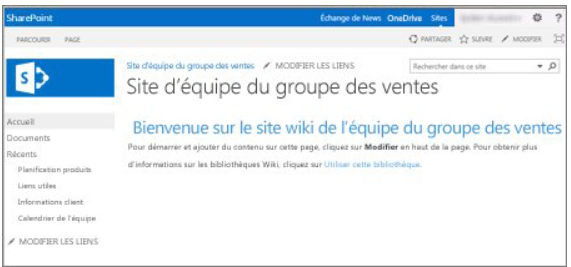 SharePoint
Échange de News OneDrive Sites ?
PARCOURIR PAGE
PARTAGER SUIVRE MODIFIER
Site d'équipe du groupe des ventes MODIFIER LES LIENS
Rechercher dans ce site
S
Site d'équipe du groupe des ventes
Accueil
Documents
Récents
Planification produits
Liens utiles
Informations client
Calendrier de l'équipe
MODIFIER LES LIENS
Bienvenue sur le site wiki de l'équipe du groupe des ventes
Pour démarrer et ajouter du contenu sur cette page, cliquez sur Modifier en haut de la page. Pour obtenir plus
d'informations sur les bibliothèques Wiki, cliquez sur Utiliser cette bibliothèque.